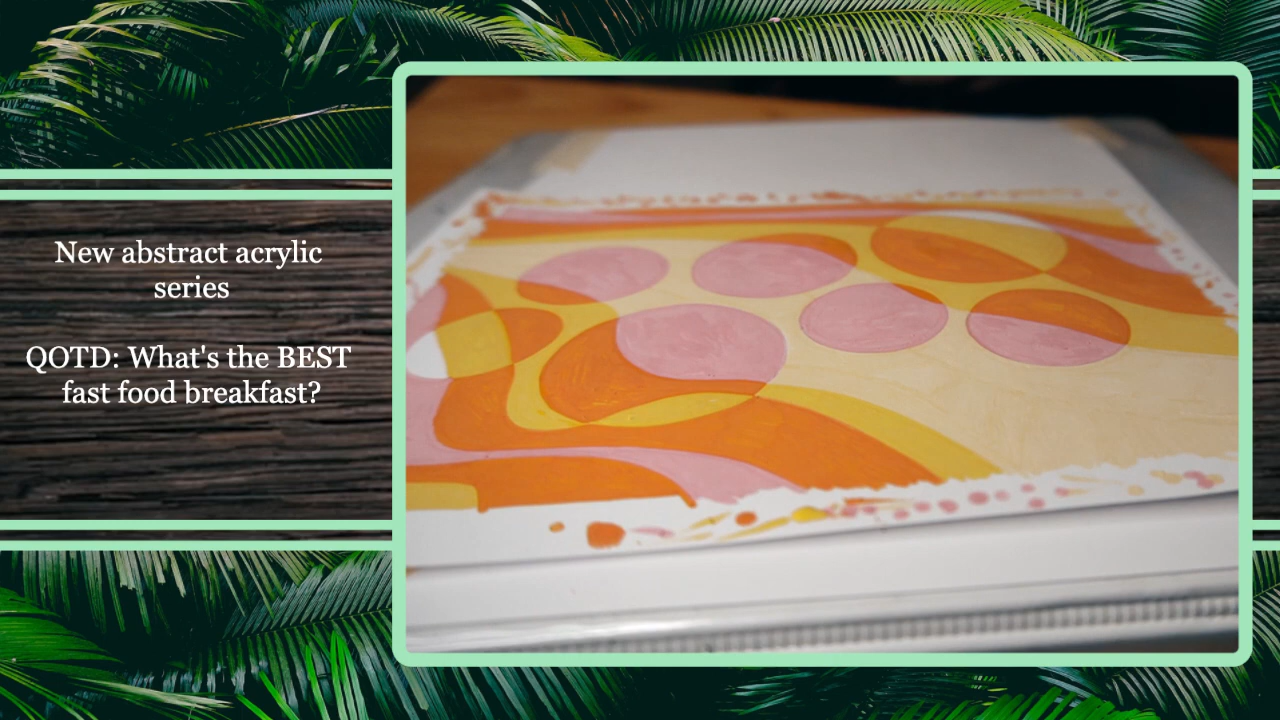 New abstract acrylic
series
QOTD: What's the BEST
fast food breakfast?